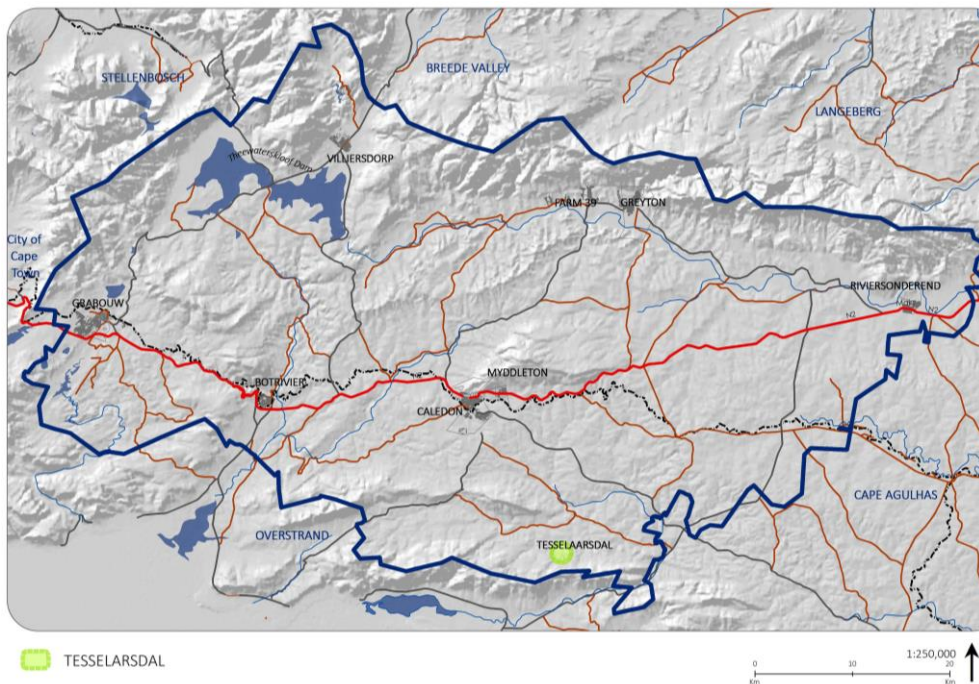 STELLENBOSCH
BREEDE VALLEY
LANGEBERG
Theewaterskloof Dam
VILLIERSDORP
FARM 39
GREYTON
City of
Cape
Town
RIVIERSONDEREND
N2
N2
GRABOUW
MYDDLETON
BOTRIVIER
CALEDON
CAPE AGULHAS
OVERSTRAND
TESSELAARSDAL
TESSELARSDAL
1:250,000
0 10 20
Km Km